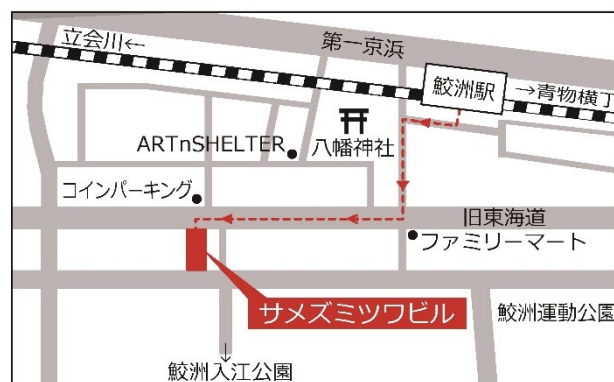 立会川←
第一京浜
鮫洲駅
→青物横丁
ARTnSHELTER
八幡神社
コインパーキング
旧東海道
ファミリーマート
サメズミツワビル
鮫洲運動公園
↓
鮫洲入江公園